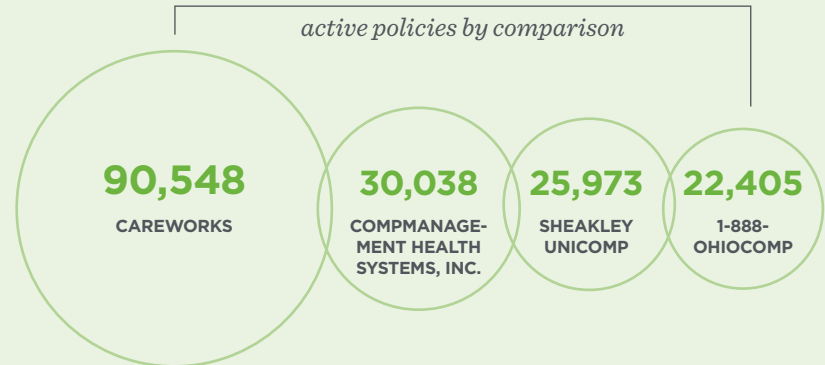 active policies by comparison
90,548
CAREWORKS
30,038
COMPMANAGE-
MENT HEALTH
SYSTEMS, INC.
25,973
SHEAKLEY
UNICOMP
22,405
1-888-
OHIOCOMP